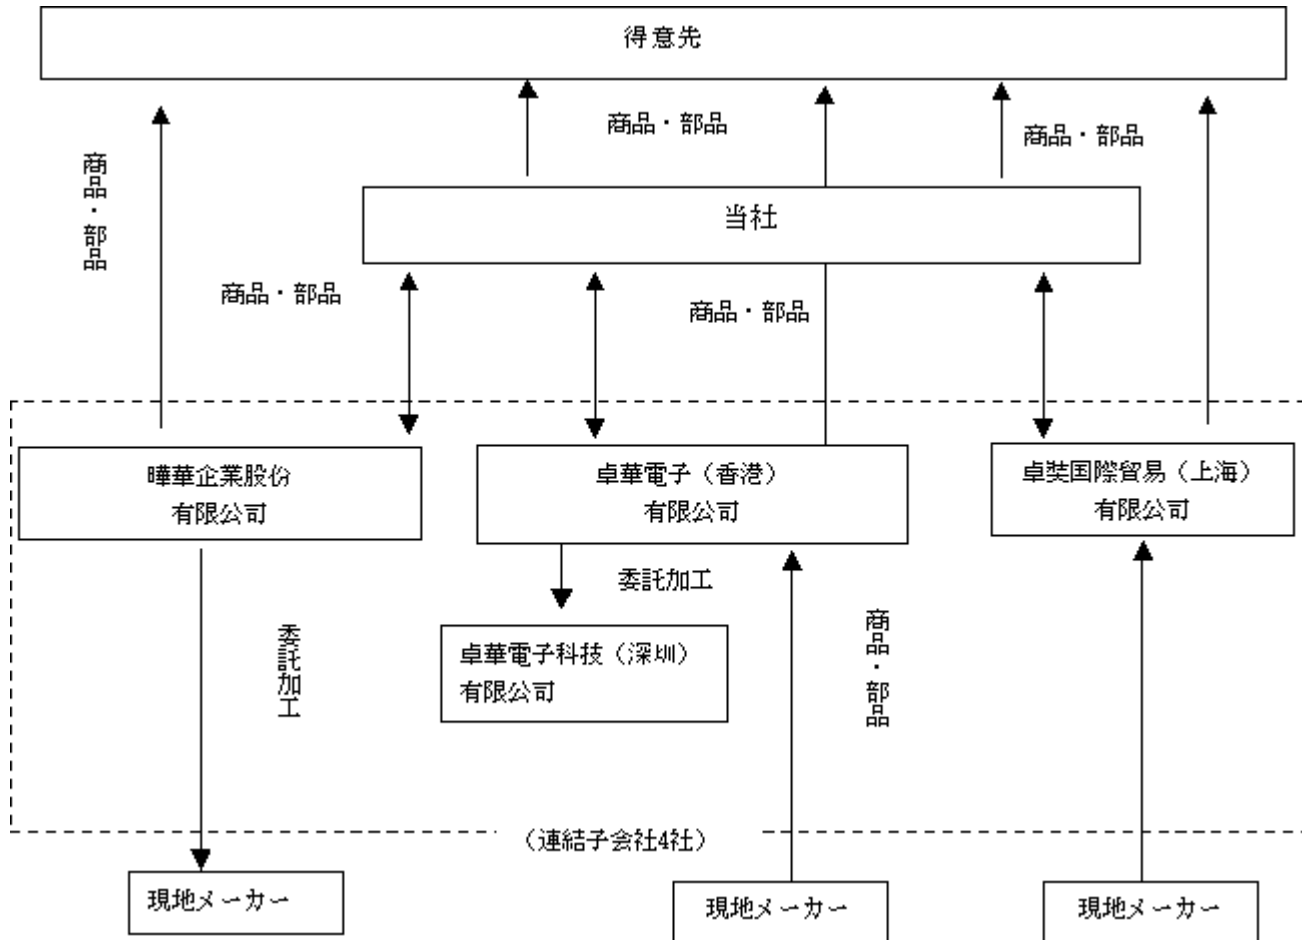 得意先
商品・部品
商品・部品
商品・部品
当社
商品・部品
商品・部品
曄華企業股份
有限公司
卓華電子（香港）
有限公司
卓奘国際貿易（上海）
有限公司
委託加工
委託加工
卓華電子科技（深圳）
有限公司
商品・部品
（連結子会社4社）
現地メーカー
現地メーカー
現地メーカー